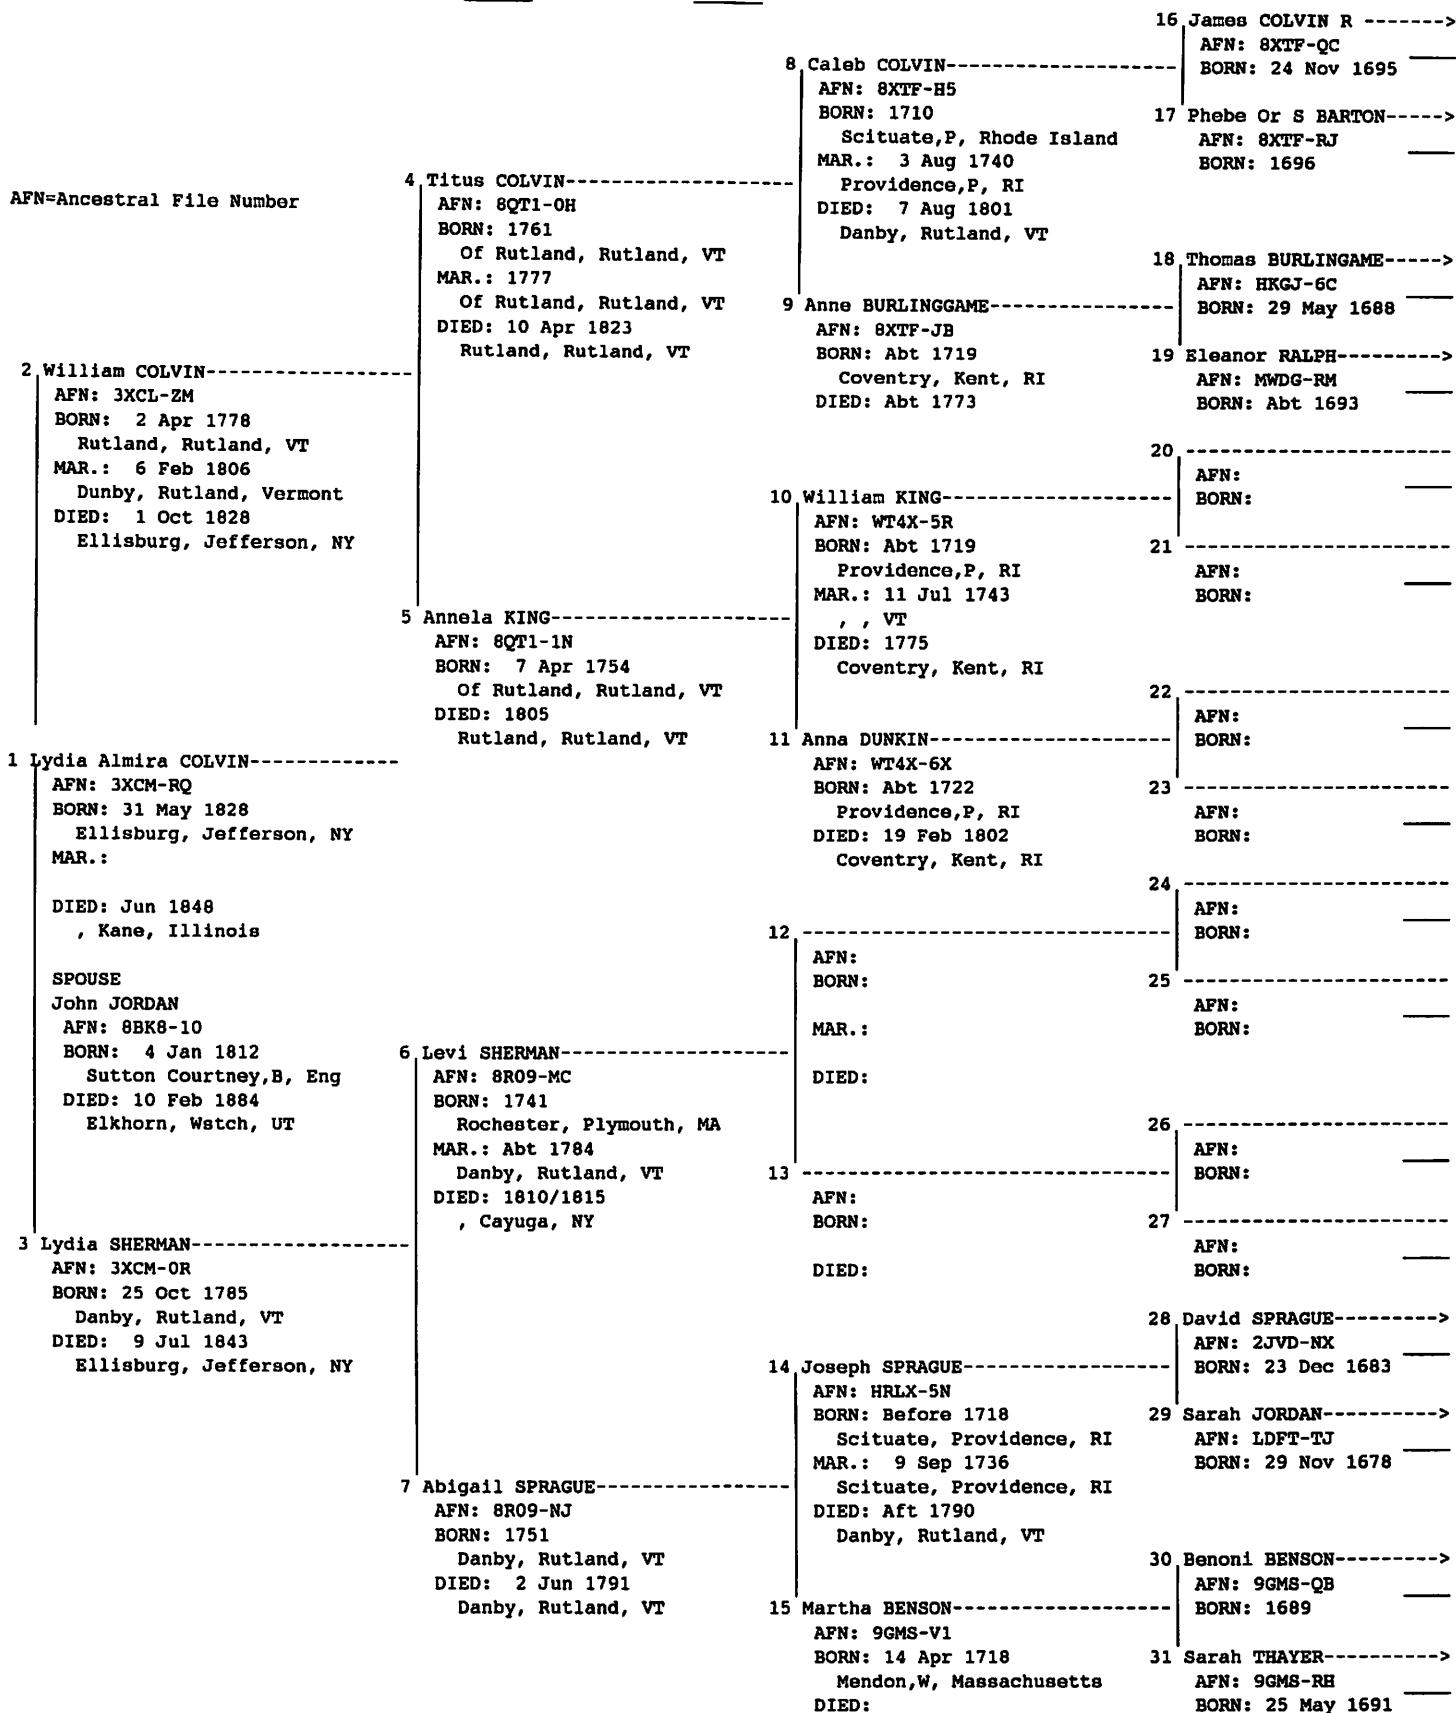 AFN=Ancestral File Number
1 Lydia Almira COLVIN------------
AFN: 3XCM-RQ
BORN: 31 May 1828
Ellisburg, Jefferson, NY
MAR.:
DIED: Jun 1848
, Kane, Illinois
SPOUSE
John JORDAN
AFN: 8BK8-10
BORN: 4 Jan 1812
Sutton Courtney,B, Eng
DIED: 10 Feb 1884
Elkhorn, Wstch, UT
2 William COLVIN-----------------
AFN: 3XCL-ZM
BORN: 2 Apr 1778
Rutland, Rutland, VT
MAR.: 6 Feb 1806
Dunby, Rutland, Vermont
DIED: 1 Oct 1828
Ellisburg, Jefferson, NY
3 Lydia SHERMAN------------------
AFN: 3XCM-0R
BORN: 25 Oct 1785
Danby, Rutland, VT
DIED: 9 Jul 1843
Ellisburg, Jefferson, NY
4 Titus COLVIN-------------------
AFN: 8QT1-0H
BORN: 1761
Of Rutland, Rutland, VT
MAR.: 1777
Of Rutland, Rutland, VT
DIED: 10 Apr 1823
Rutland, Rutland, VT
5 Annela KING--------------------
AFN: 8QT1-1N
BORN: 7 Apr 1754
Of Rutland, Rutland, VT
DIED: 1805
Rutland, Rutland, VT
6 Levi SHERMAN-------------------
AFN: 8R09-MC
BORN: 1741
Rochester, Plymouth, MA
MAR.: Abt 1784
Danby, Rutland, VT
DIED: 1810/1815
, Cayuga, NY
7 Abigail SPRAGUE----------------
AFN: 8R09-NJ
BORN: 1751
Danby, Rutland, VT
DIED: 2 Jun 1791
Danby, Rutland, VT
8 Caleb COLVIN-------------------
AFN: 8XTF-H5
BORN: 1710
Scituate,P, Rhode Island
MAR.: 3 Aug 1740
Providence,P, RI
DIED: 7 Aug 1801
Danby, Rutland, VT
9 Anne BURLINGGAME---------------
AFN: 8XTF-JB
BORN: Abt 1719
Coventry, Kent, RI
DIED: Abt 1773
10 William KING-------------------
AFN: WT4X-5R
BORN: Abt 1719
Providence,P, RI
MAR.: 11 Jul 1743
, , VT
DIED: 1775
Coventry, Kent, RI
11 Anna DUNKIN--------------------
AFN: WT4X-6X
BORN: Abt 1722
Providence,P, RI
DIED: 19 Feb 1802
Coventry, Kent, RI
12 -------------------------------
AFN:
BORN:
MAR.:
DIED:
13 -------------------------------
AFN:
BORN:
DIED:
14 Joseph SPRAGUE-----------------
AFN: HRLX-5N
BORN: Before 1718
Scituate, Providence, RI
MAR.: 9 Sep 1736
Scituate, Providence, RI
DIED: Aft 1790
Danby, Rutland, VT
15 Martha BENSON------------------
AFN: 9GMS-V1
BORN: 14 Apr 1718
Mendon,W, Massachusetts
DIED:
16 James COLVIN R ------->
AFN: 8XTF-QC
BORN: 24 Nov 1695
17 Phebe Or S BARTON----->
AFN: 8XTF-RJ
BORN: 1696
18 Thomas BURLINGAME----->
AFN: HKGJ-6C
BORN: 29 May 1688
19 Eleanor RALPH--------->
AFN: MWDG-RM
BORN: Abt 1693
20 ----------------------
AFN:
BORN:
21 ----------------------
AFN:
BORN:
22 ----------------------
AFN:
BORN:
23 ----------------------
AFN:
BORN:
24 ----------------------
AFN:
BORN:
25 ----------------------
AFN:
BORN:
26 ----------------------
AFN:
BORN:
27 ----------------------
AFN:
BORN:
28 David SPRAGUE--------->
AFN: 2JVD-NX
BORN: 23 Dec 1683
29 Sarah JORDAN---------->
AFN: LDFT-TJ
BORN: 29 Nov 1678
30 Benoni BENSON--------->
AFN: 9GMS-QB
BORN: 1689
31 Sarah THAYER---------->
AFN: 9GMS-RH
BORN: 25 May 1691